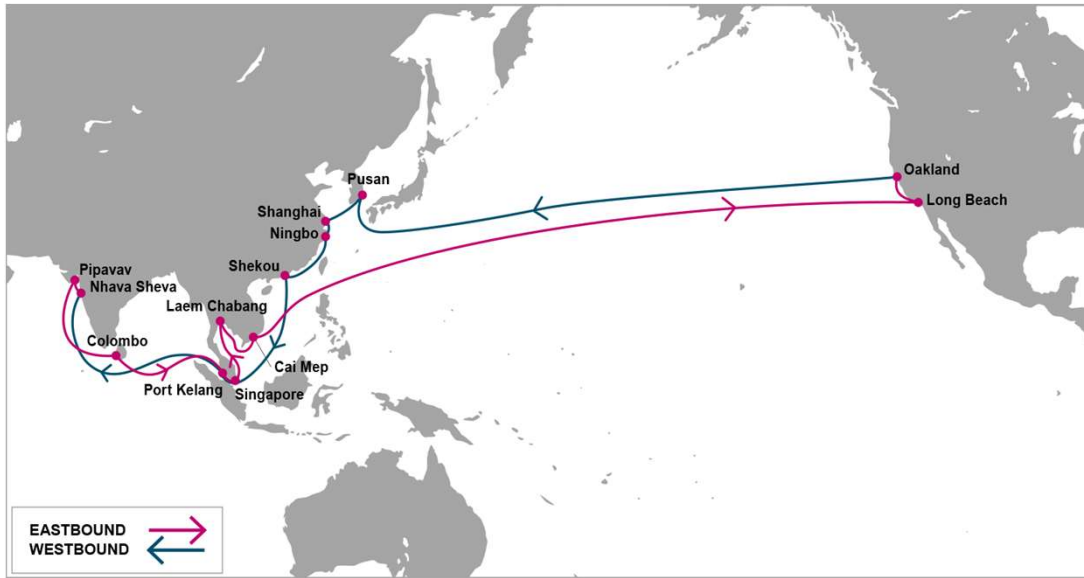 Oakland
Pusan
Long Beach
Shanghai
Ningbo
Shekou
Pipavav
Nhava Sheva
Laem Chabang
Colombo
Cai Mep
Port Kelang
Singapore
EASTBOUND
WESTBOUND